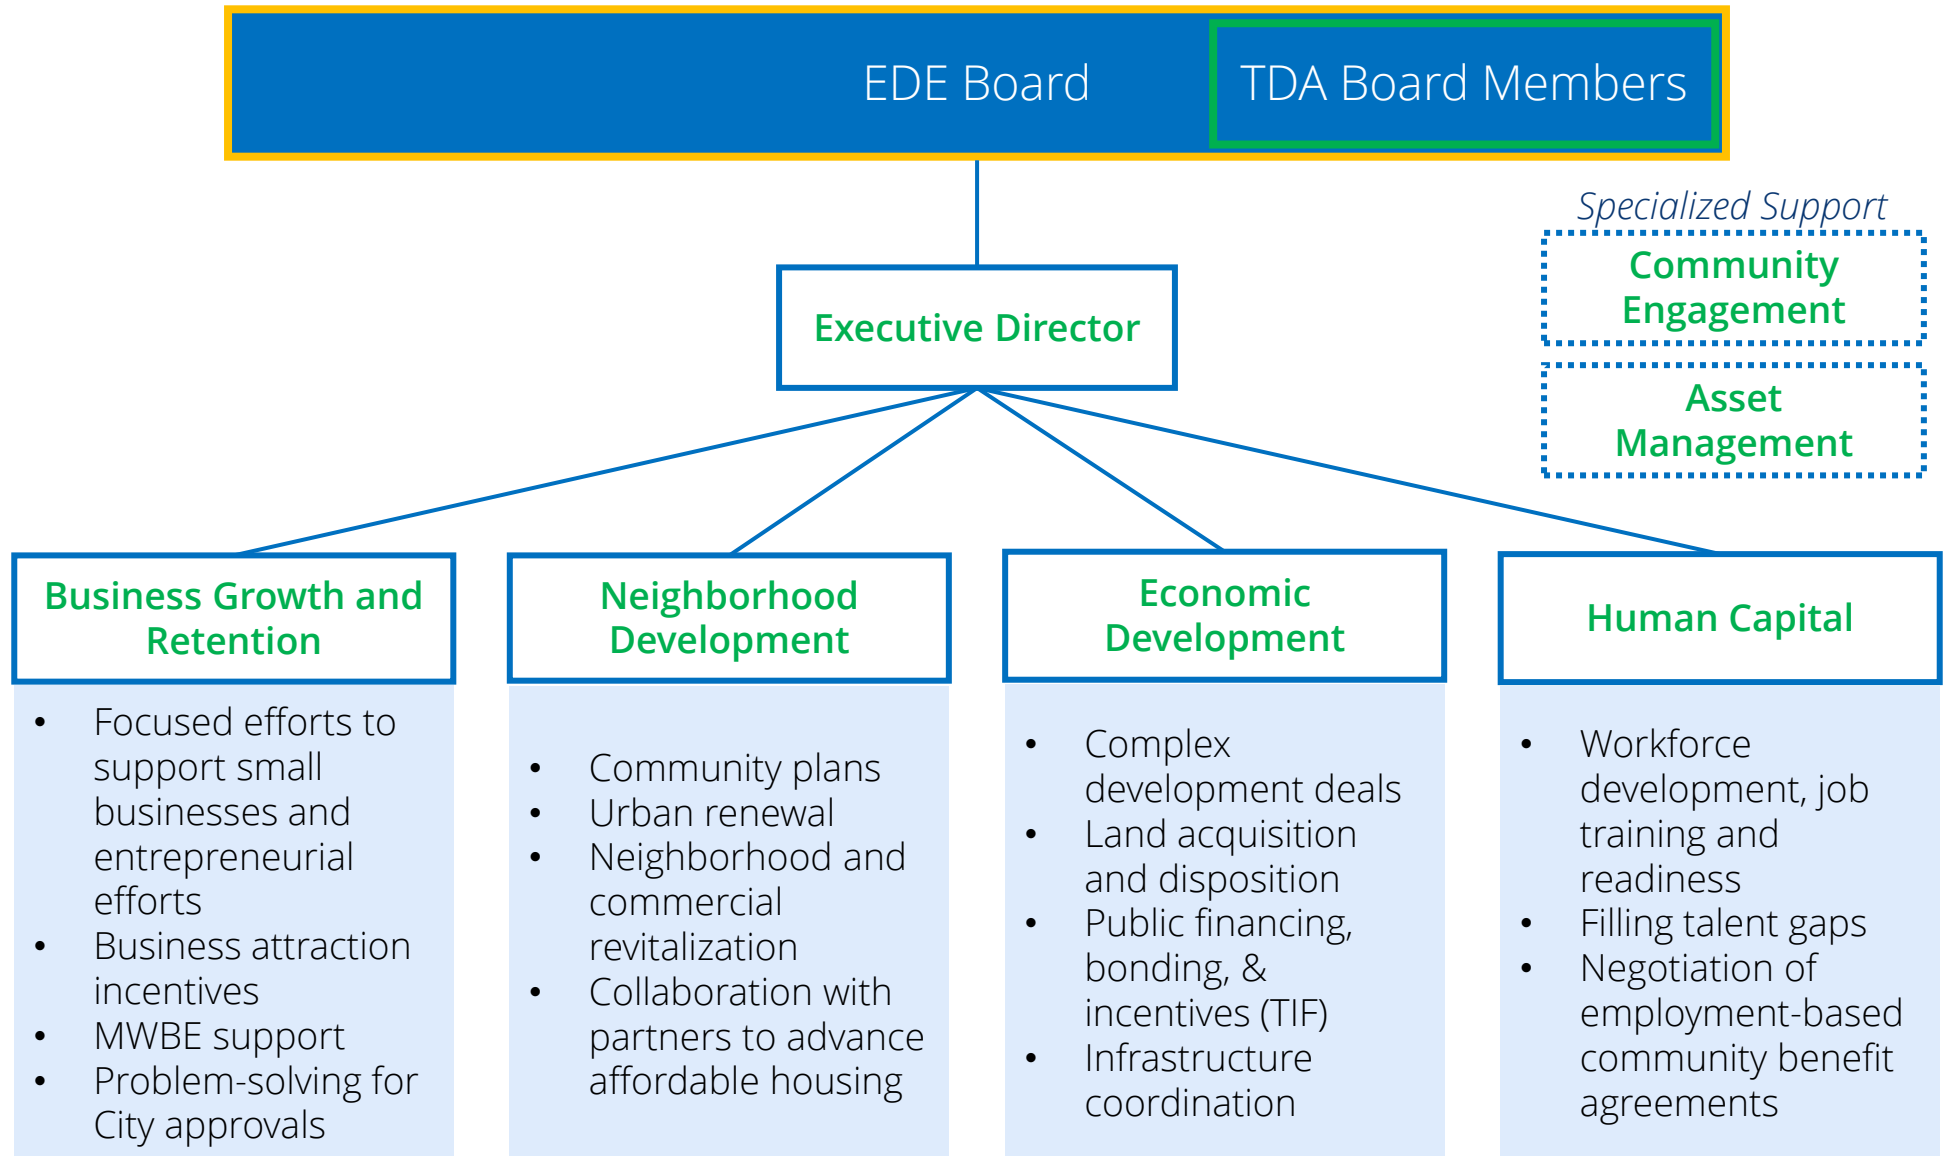 EDE Board
TDA Board Members
Specialized Support
Community
Engagement
Asset
Management
Executive Director
Business Growth and
Retention
• Focused efforts to
support small
businesses and
entrepreneurial
efforts
• Business attraction
incentives
• MWBE support
• Problem-solving for
City approvals
Neighborhood
Development
• Community plans
• Urban renewal
• Neighborhood and
commercial
revitalization
• Collaboration with
partners to advance
affordable housing
Economic
Development
• Complex
development deals
• Land acquisition
and disposition
• Public financing,
bonding, &
incentives (TIF)
• Infrastructure
coordination
Human Capital
• Workforce
development, job
training and
readiness
• Filling talent gaps
• Negotiation of
employment-based
community benefit
agreements